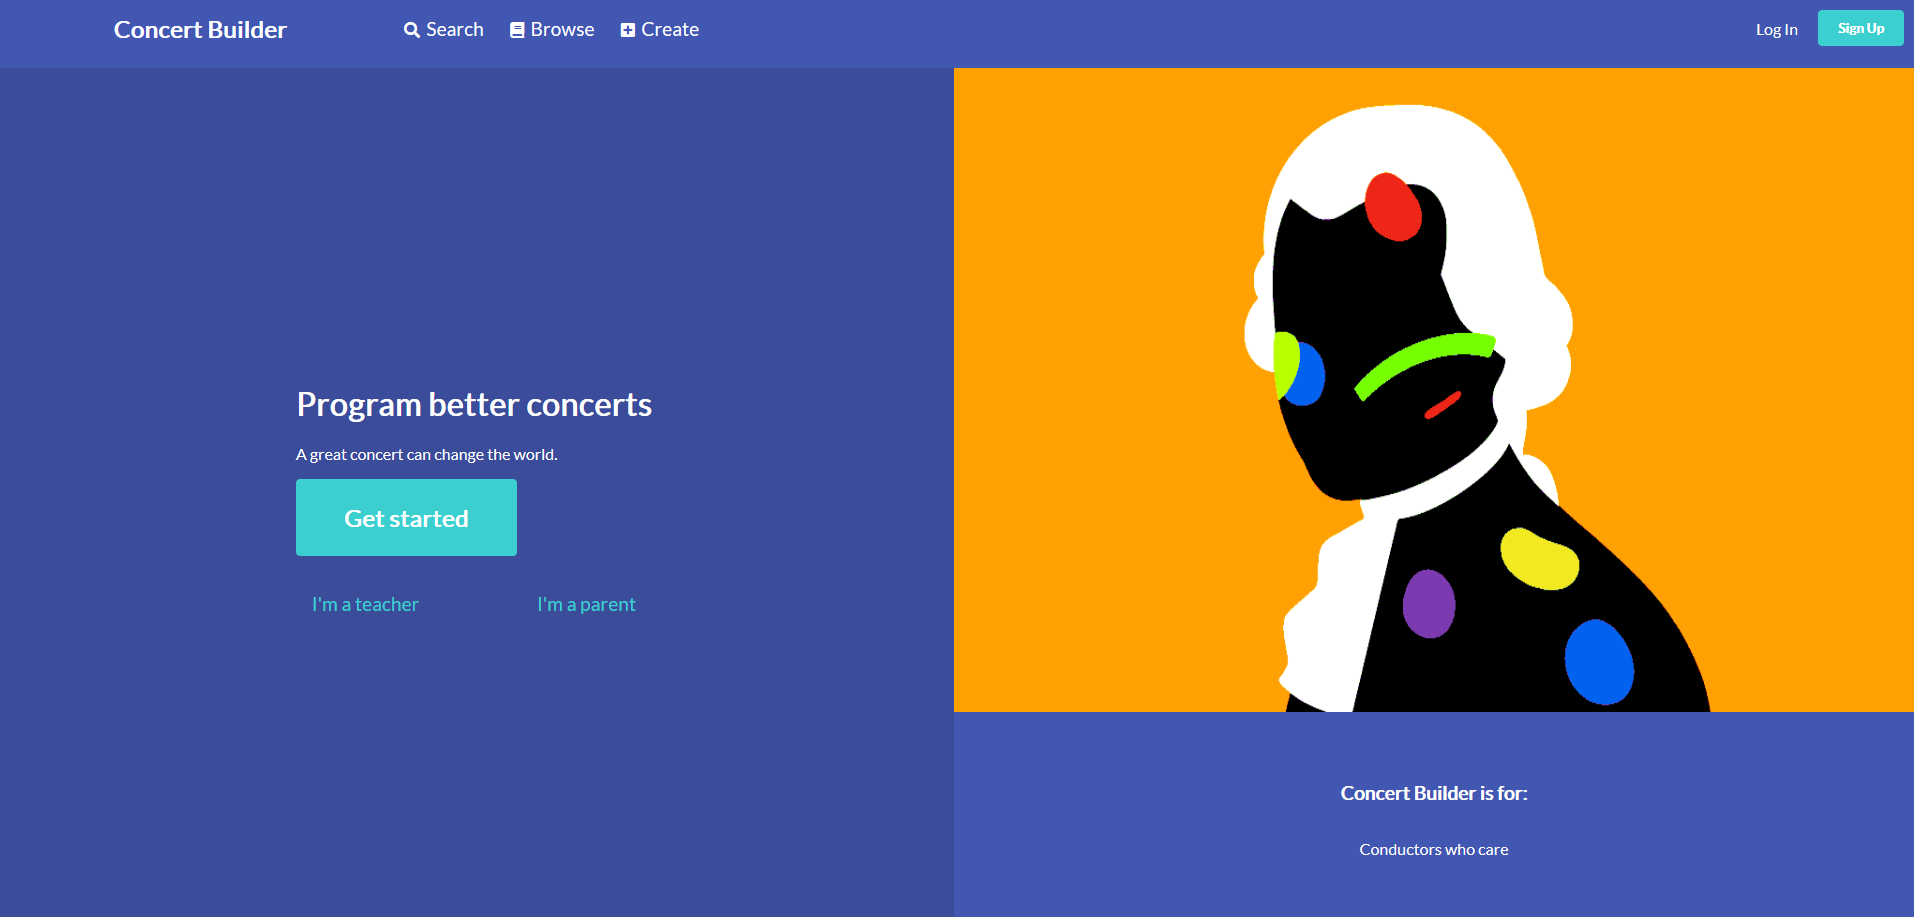 Concert Builder
Search
Browse
Create
Log In
Sign Up
Program better concerts
A great concert can change the world.
Get started
I'm a teacher
I'm a parent
Concert Builder is for:
Conductors who care